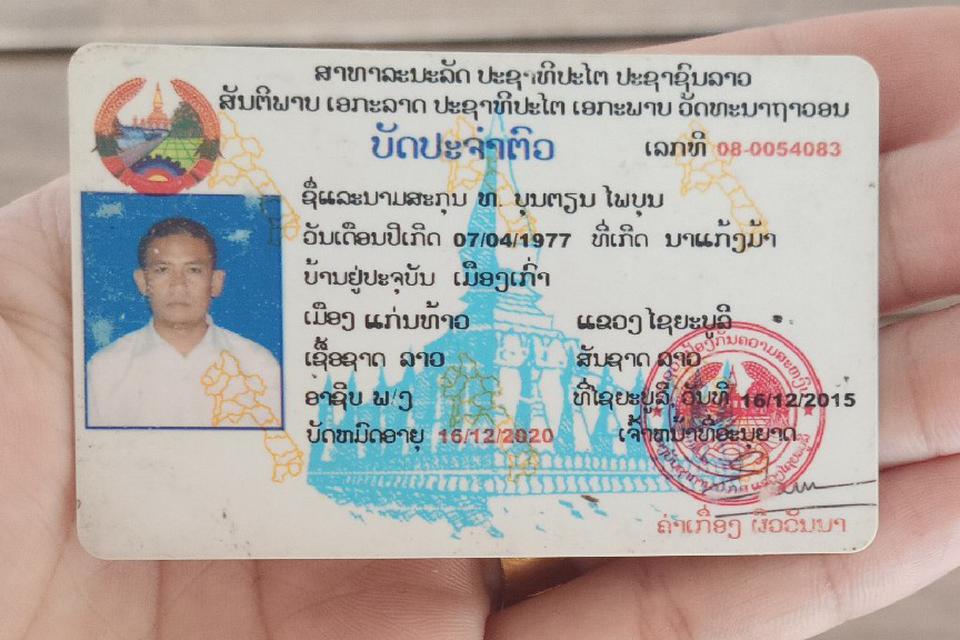 ສາທາລະນະລັດ ປະຊາທິປະໄຕ ປະຊາຊົນລາວ
ສັນຕິພາບ ເອກະລາດ ປະຊາທິປະໄຕ ເອກະພາບ ວັດທະນາຖາວອນ
ບັດປະຈຳຕົວ ເລກທີ 08-0054083
ຊື່ແລະນາມສະກຸນ ທ. ບຸນຕຽນ ໄພບຸນ
ວັນເດືອນປີເກີດ 07/04/1977 ທີ່ເກີດ ນາແກ້ງມ້າ
ບ້ານຢູ່ປະຈຸບັນ ເມືອງເກົ່າ
ເມືອງ ແກ່ນທ້າວ ແຂວງ ໄຊຍະບູລີ
ເຊື້ອຊາດ ລາວ ສັນຊາດ ລາວ
ອາຊີບ ພ/ງ ທີ່ໄຊຍະບູລີ ວັນທີ 16/12/2015
ບັດຫມົດອາຍຸ 16/12/2020 ເຈົ້າຫນ້າທີ່ອະນຸຍາດ
ຄ່າເກື່ອງ ຜິວວັນນາ